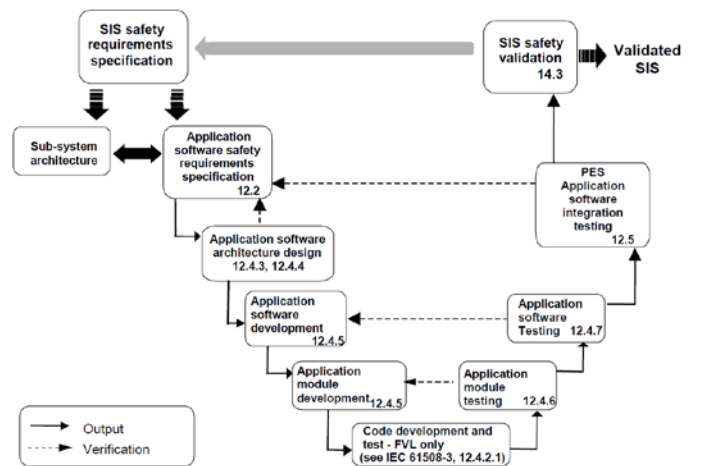 SIS safety
requirements
specification
SIS safety
validation
14.3
Validated
SIS
Sub-system
architecture
Application
software safety
requirements
specification
12.2
PES
Application
software
integration
testing
12.5
Application software
architecture design
12.4.3, 12.4.4
Application
software
development
12.4.5
Application
software
Testing
12.4.7
Application
module
development
12.4.5
Application
module
testing
12.4.6
Code development and
test - FVL only
(see IEC 61508-3, 12.4.2.1)
Output
Verification